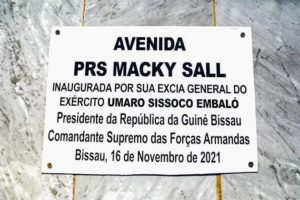 AVENIDA
PRS MACKY SALL
INAUGURADA POR SUA EXCIA GENERAL DO
EXÉRCITO UMARO SISSOCO EMBALÓ
Presidente da República da Guiné Bissau
Comandante Supremo das Forças Armandas
Bissau, 16 de Novembro de 2021